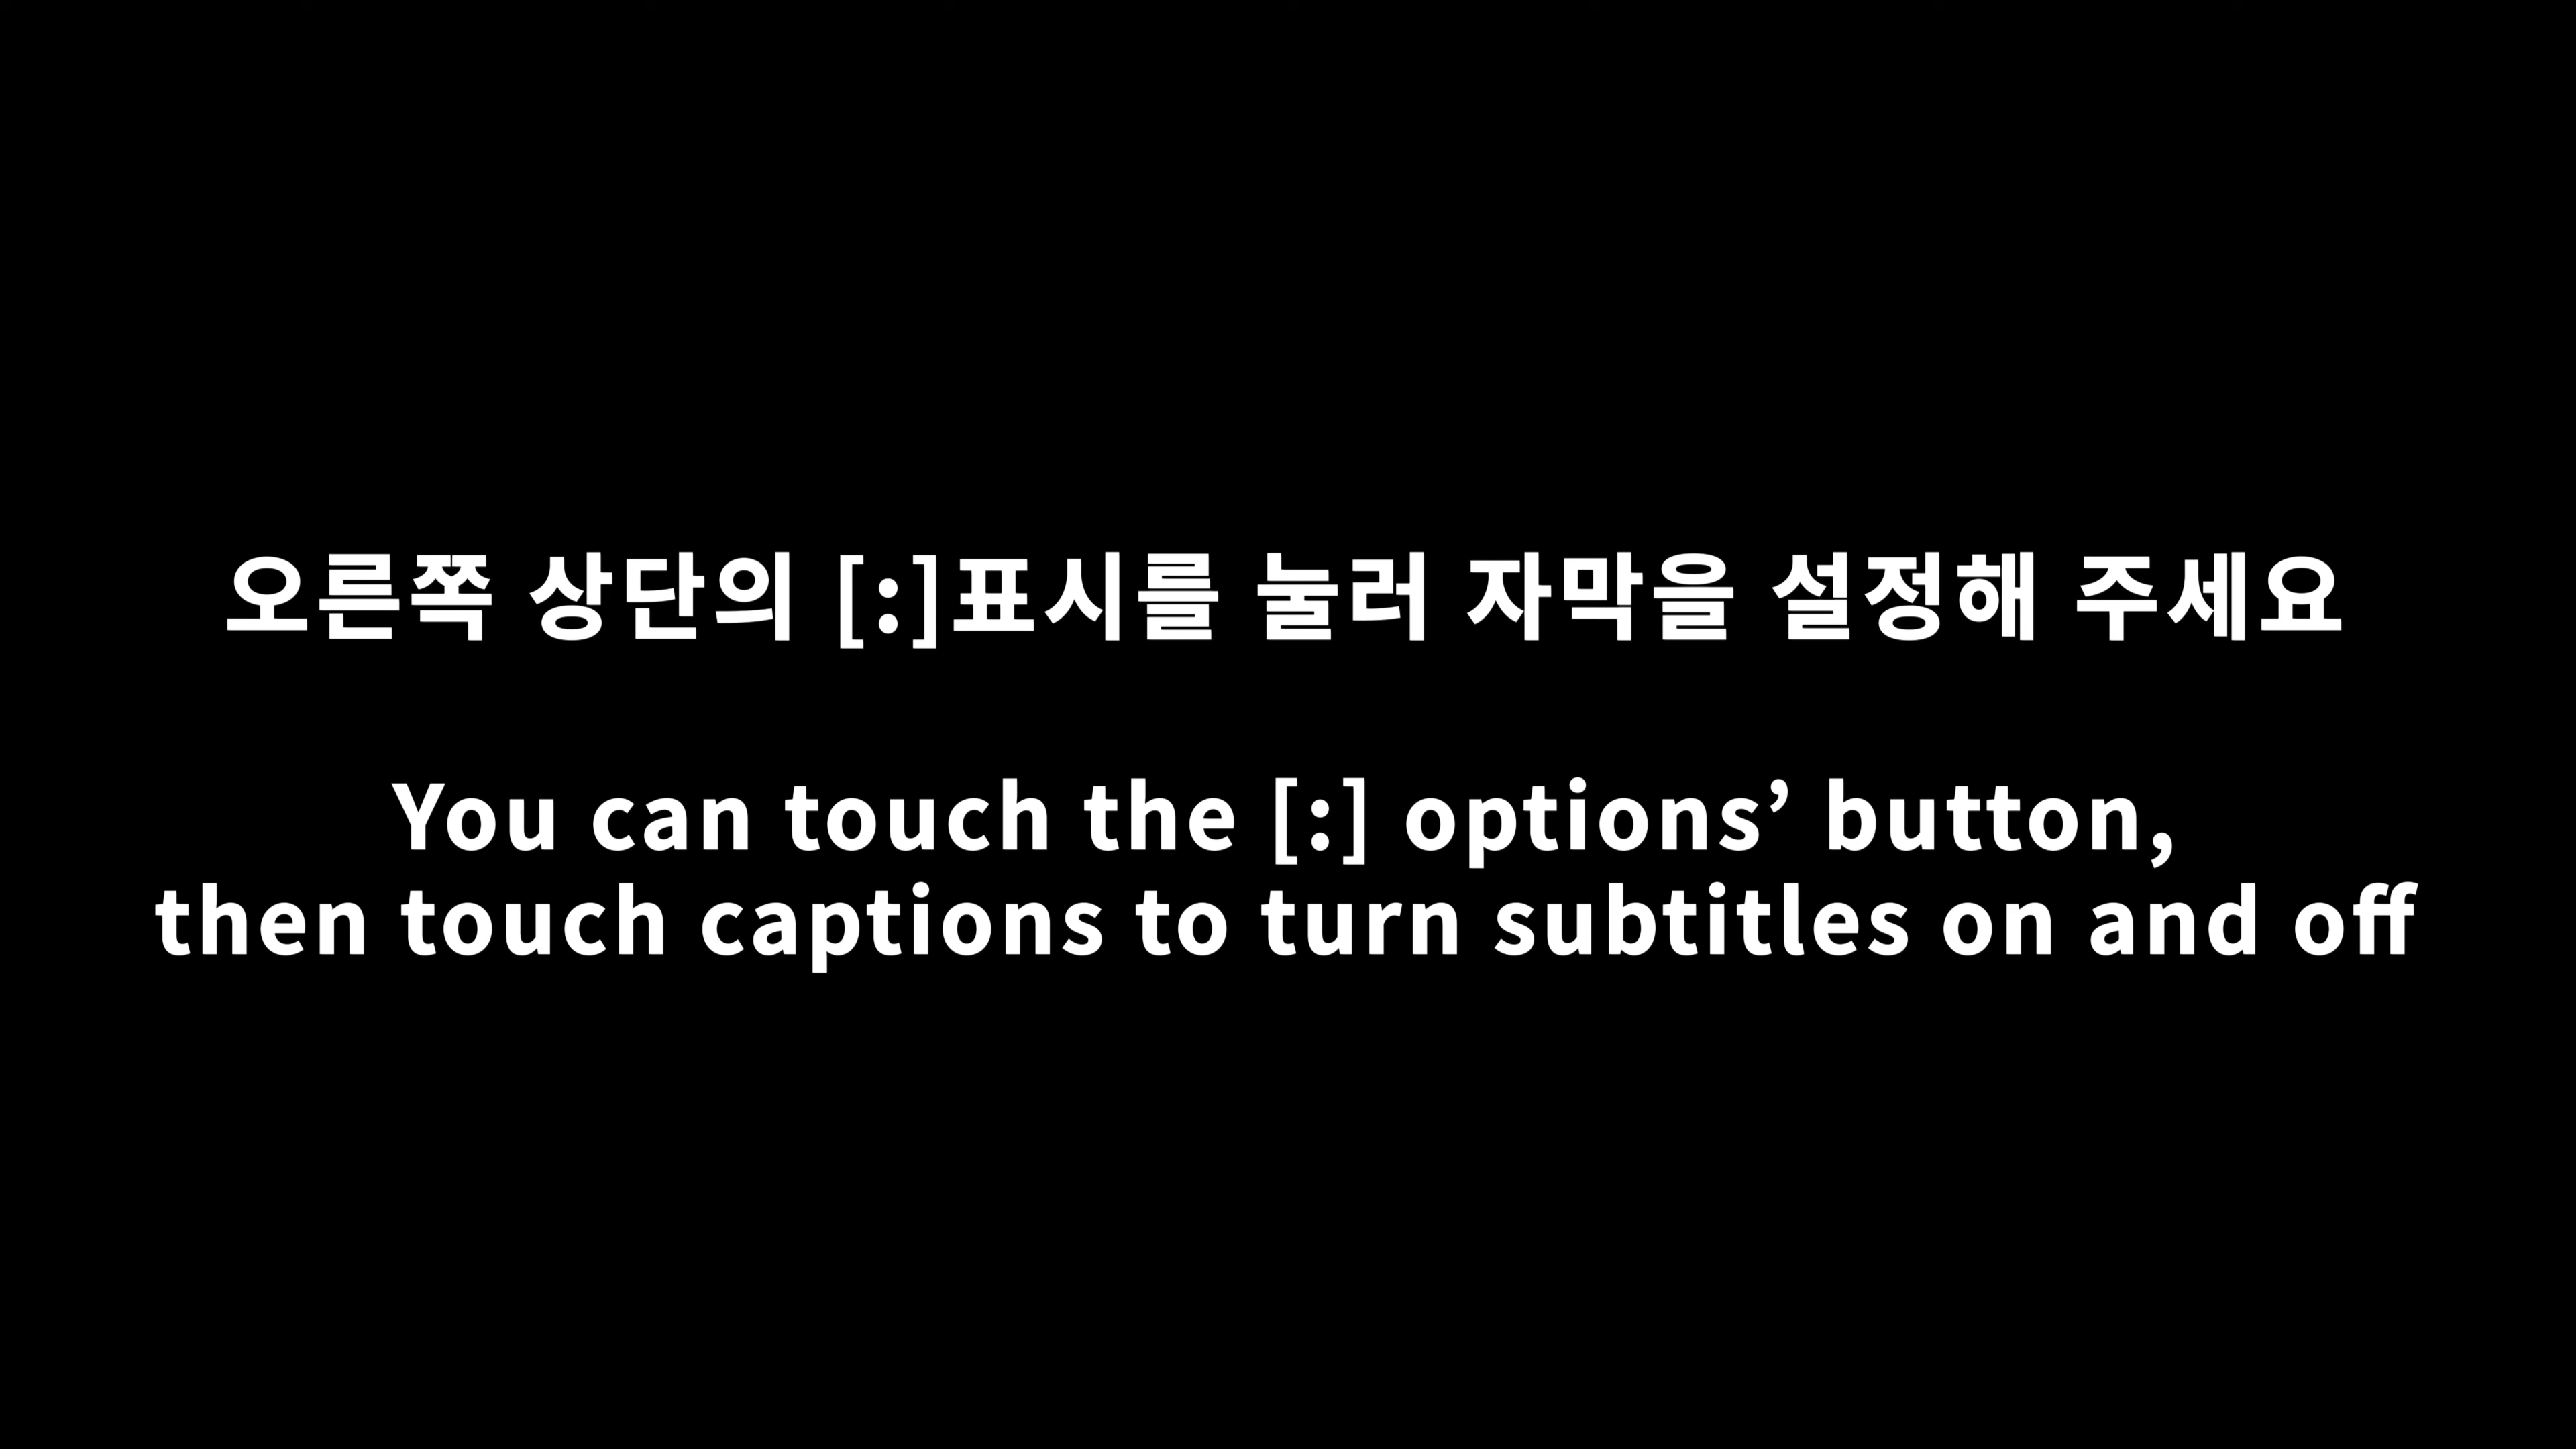 오른쪽 상단의 [:]표시를 눌러 자막을 설정해 주세요
You can touch the [:] options’ button,
then touch captions to turn subtitles on and off